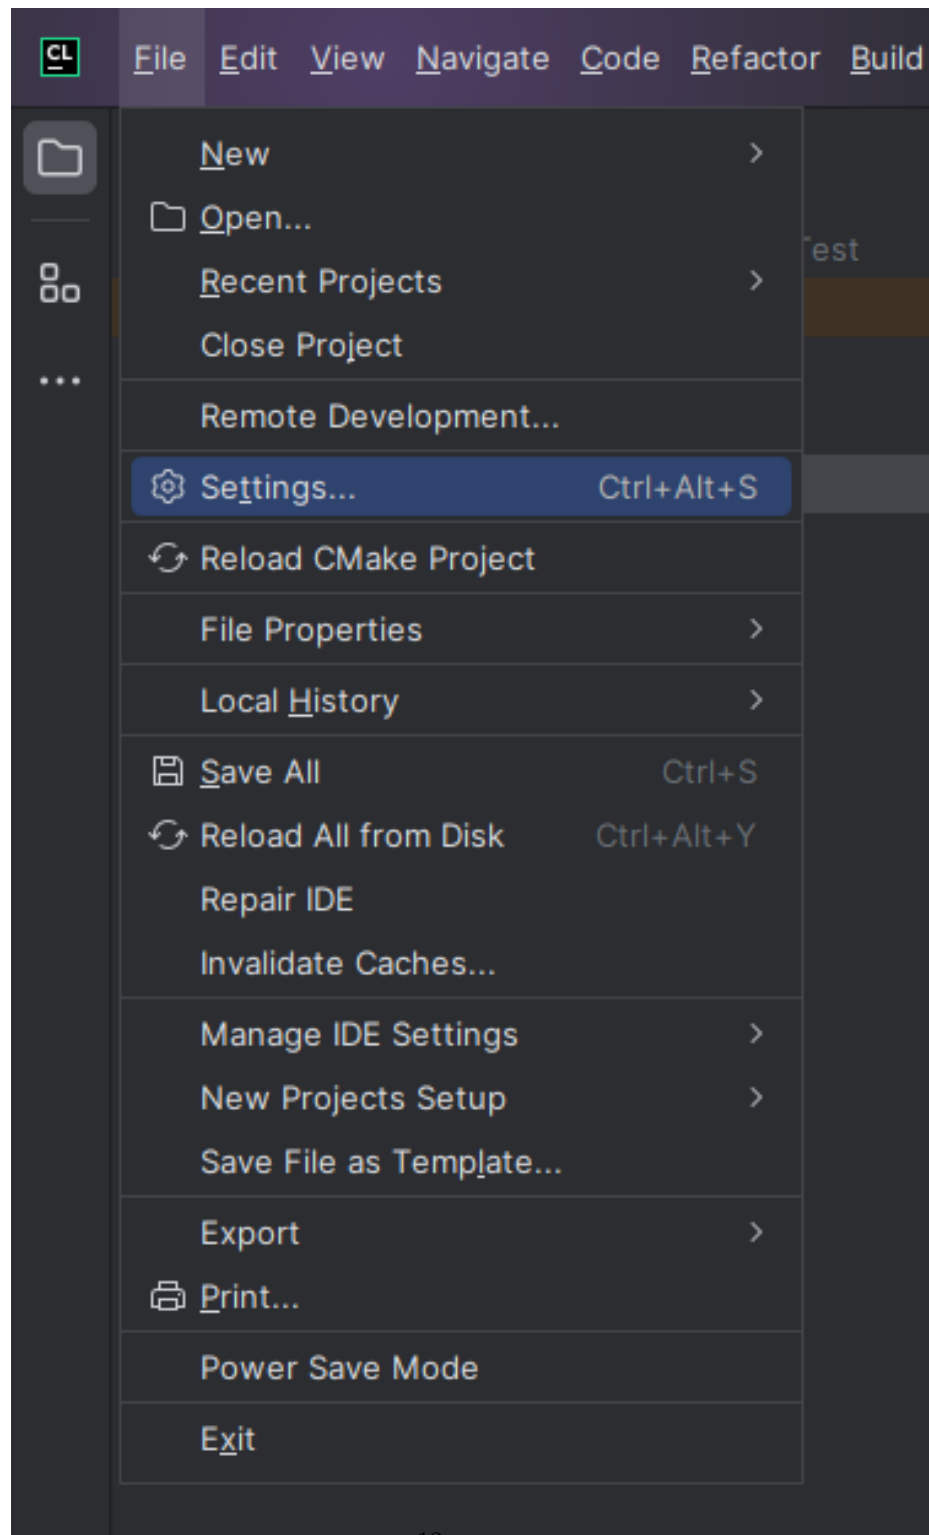 CL File Edit View Navigate Code Refactor Build
New
Open...
Recent Projects
Close Project
Remote Development...
Settings... Ctrl+Alt+S
Reload CMake Project
File Properties
Local History
Save All Ctrl+S
Reload All from Disk Ctrl+Alt+Y
Repair IDE
Invalidate Caches...
Manage IDE Settings
New Projects Setup
Save File as Template...
Export
Print...
Power Save Mode
Exit